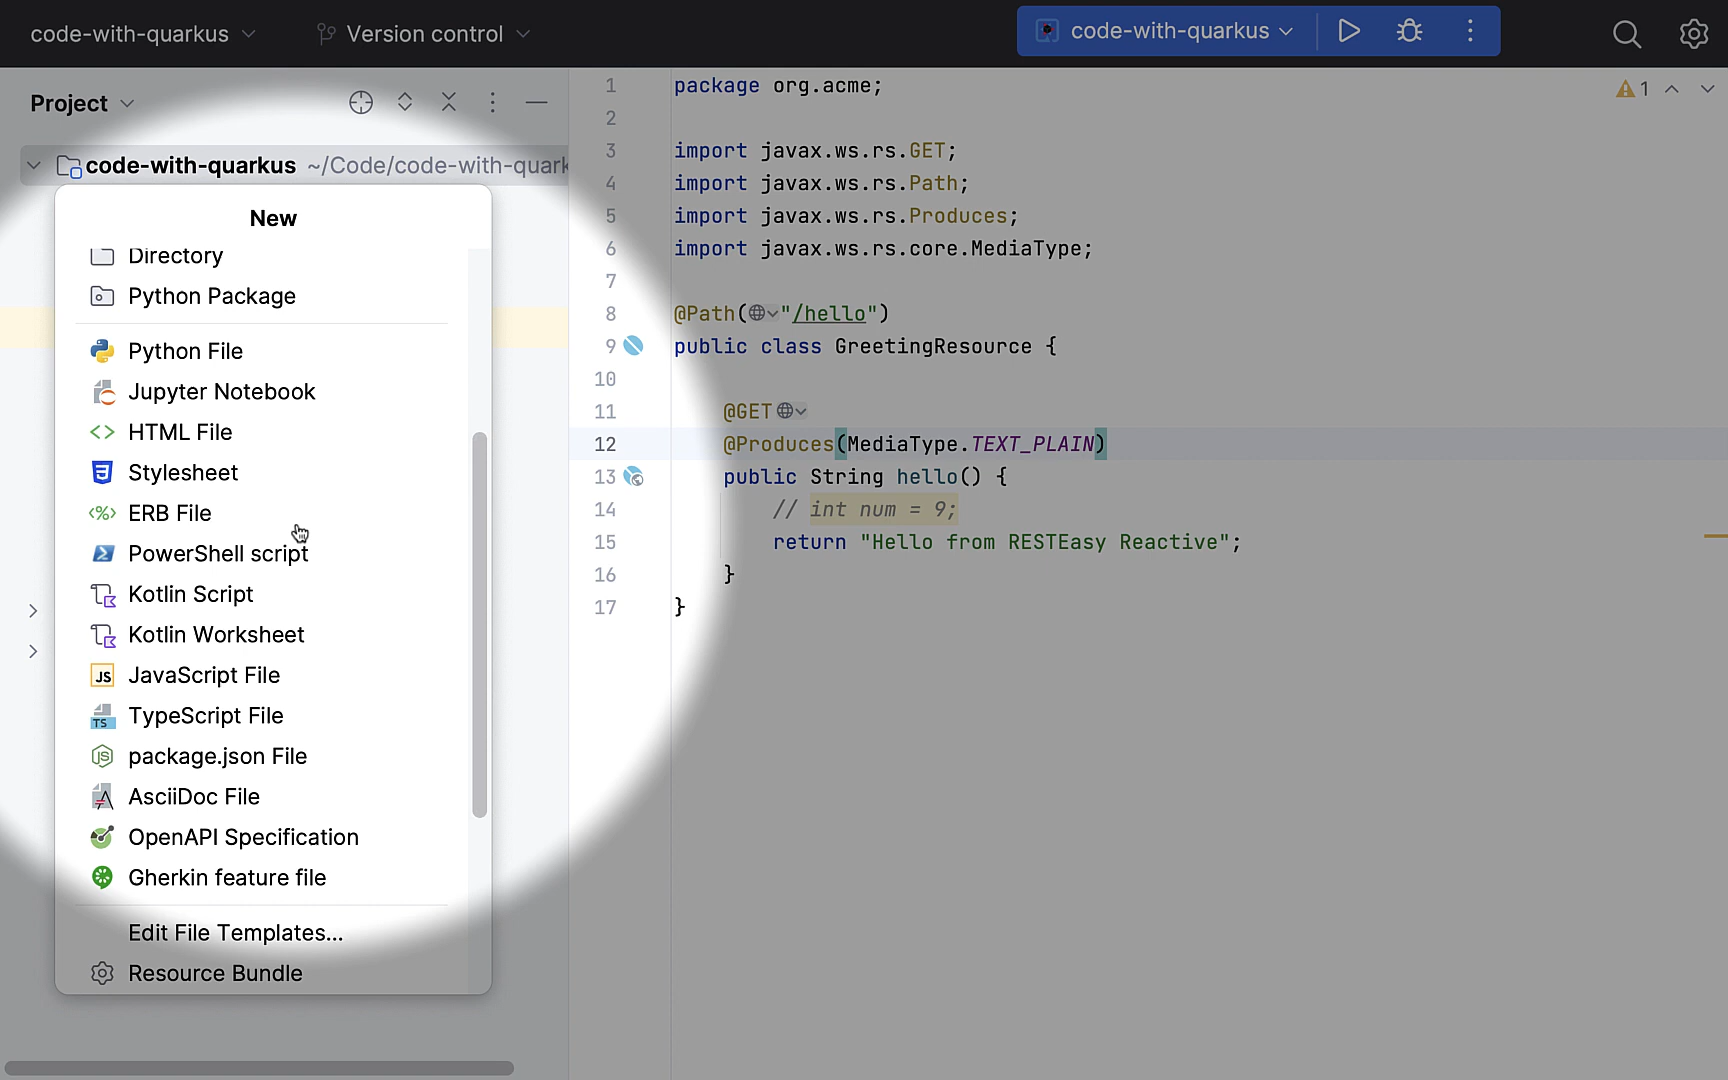 code-with-quarkus
Version control
code-with-quarkus
Project
1
code-with-quarkus ~/Code/code-with-quark
New
Directory
Python Package
Python File
Jupyter Notebook
HTML File
Stylesheet
ERB File
PowerShell script
Kotlin Script
Kotlin Worksheet
JS JavaScript File
TS TypeScript File
JS package.json File
AsciiDoc File
OpenAPI Specification
Gherkin feature file
Edit File Templates...
Resource Bundle
1 package org.acme;
2
3 import javax.ws.rs.GET;
4 import javax.ws.rs.Path;
5 import javax.ws.rs.Produces;
6 import javax.ws.rs.core.MediaType;
7
8 @Path("/hello")
9 public class GreetingResource {
10
11 @GET
12 @Produces(MediaType.TEXT_PLAIN)
13 public String hello() {
14 // int num = 9;
15 return "Hello from RESTEasy Reactive";
16 }
17 }